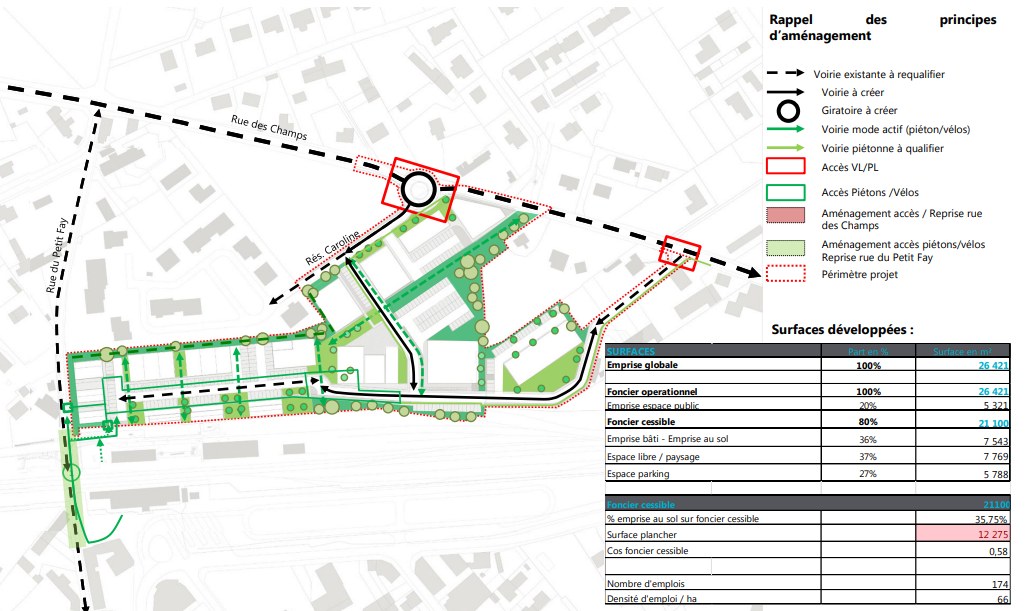 Rappel des principes
d'aménagement
Voirie existante à requalifier
Voirie à créer
Giratoire à créer
Voirie mode actif (piéton/vélos)
Voirie piétonne à qualifier
Accès VL/PL
Accès Piétons /Vélos
Aménagement accès / Reprise rue
des Champs
Aménagement accès piétons/vélos
Reprise rue du Petit Fay
Périmètre projet
Rue des Champs
Rés. Caroline
Rue du Petit Fay
Surfaces développées :
SURFACES Part en % Surface en m²
Emprise globale 100% 26 421
Foncier operationnel 100% 26 421
Emprise espace public 20% 5 321
Foncier cessible 80% 21 100
Emprise bâti - Emprise au sol 36% 7 543
Espace libre / paysage 37% 7 769
Espace parking 27% 5 788
Foncier cessible 21100
% emprise au sol sur foncier cessible 35,75%
Surface plancher 12 275
Cos foncier cessible 0,58
Nombre d'emplois 174
Densité d'emploi / ha 66